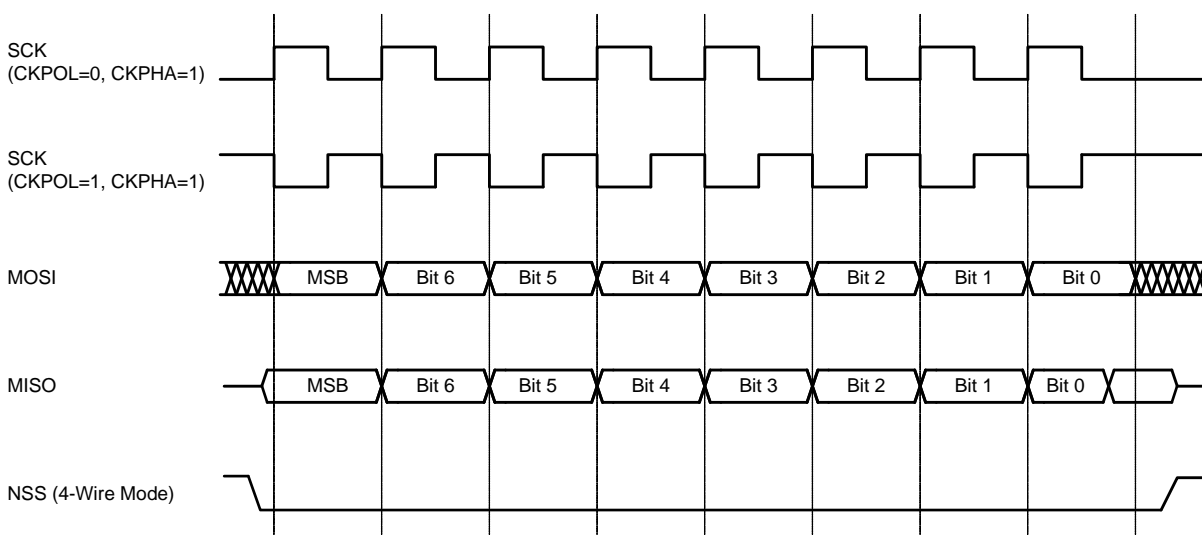 SCK
(CKPOL=0, CKPHA=1)
SCK
(CKPOL=1, CKPHA=1)
MOSI
MSB Bit 6 Bit 5 Bit 4 Bit 3 Bit 2 Bit 1 Bit 0
MISO
MSB Bit 6 Bit 5 Bit 4 Bit 3 Bit 2 Bit 1 Bit 0
NSS (4-Wire Mode)